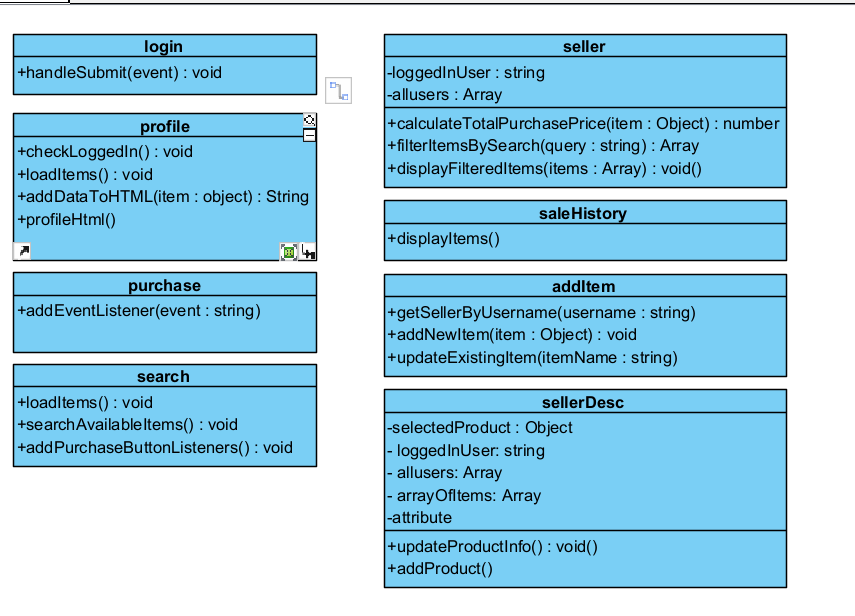 login
+handleSubmit(event) : void
profile
+checkLoggedIn() : void
+loadItems() : void
+addDataToHTML(item : object) : String
+profileHtml()
purchase
+addEventListener(event : string)
search
+loadItems() : void
+searchAvailableItems() : void
+addPurchaseButtonListeners() : void
seller
-loggedInUser : string
-allusers : Array
+calculateTotalPurchasePrice(item : Object) : number
+filterItemsBySearch(query : string) : Array
+displayFilteredItems(items : Array) : void()
saleHistory
+displayItems()
addItem
+getSellerByUsername(username : string)
+addNewItem(item : Object) : void
+updateExistingItem(itemName : string)
sellerDesc
-selectedProduct : Object
- loggedInUser: string
- allusers: Array
- arrayOfItems: Array
-attribute
+updateProductInfo() : void()
+addProduct()